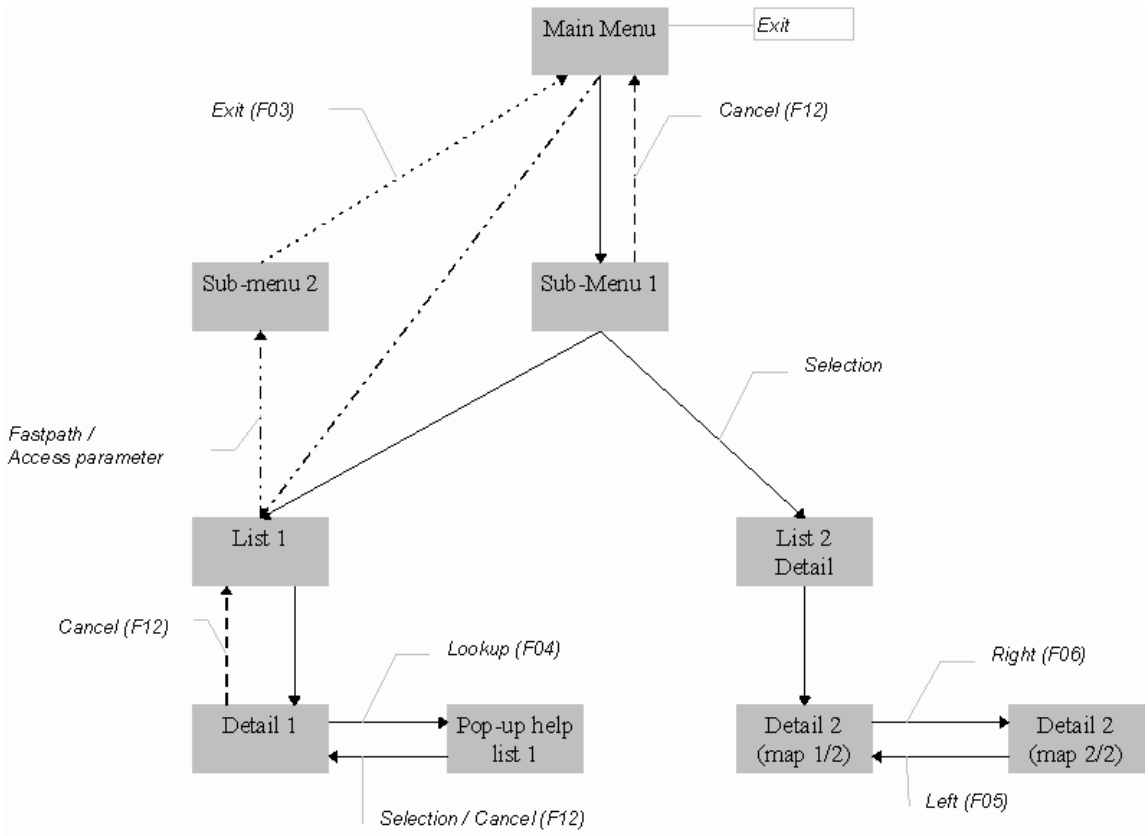 Main Menu
Exit
Exit (F03)
Cancel (F12)
Sub-menu 2
Sub-Menu 1
Selection
Fastpath /
Access parameter
List 1
List 2
Detail
Cancel (F12)
Lookup (F04)
Right (F06)
Detail 1
Pop-up help
list 1
Detail 2
(map 1/2)
Detail 2
(map 2/2)
Selection / Cancel (F12)
Left (F05)